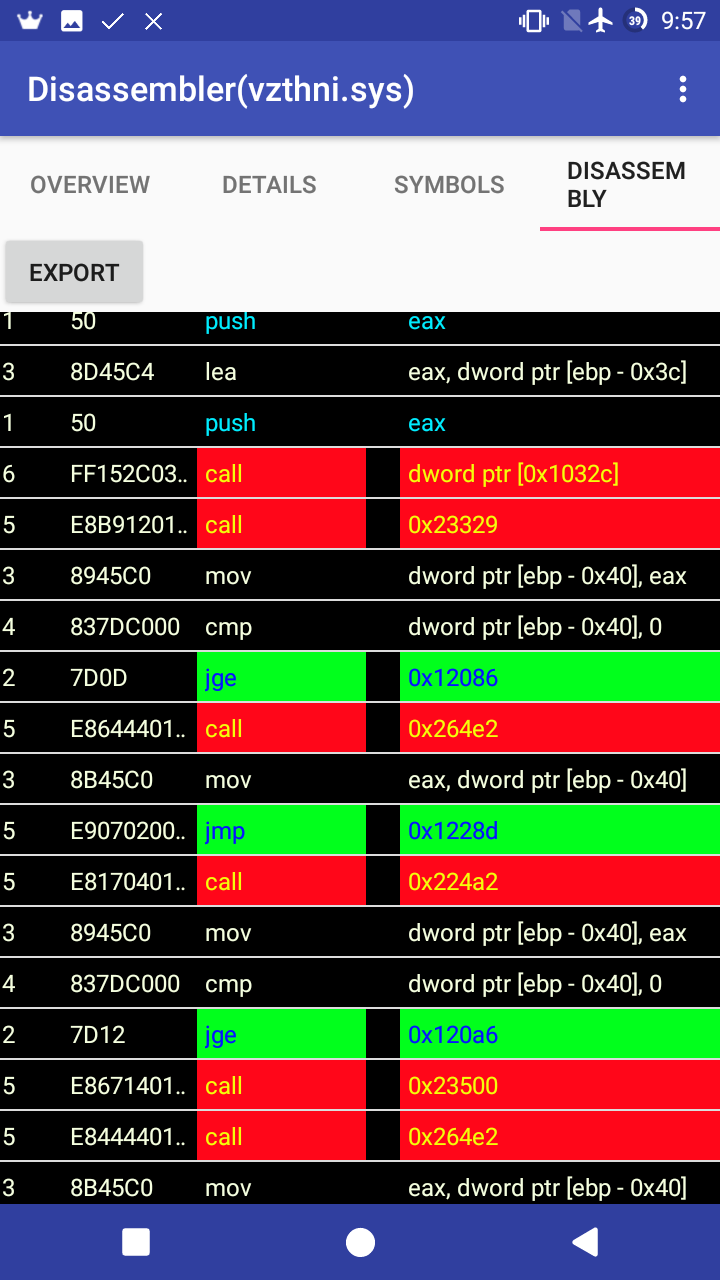 39 9:57
Disassembler(vzthni.sys)
OVERVIEW DETAILS SYMBOLS DISASSEM
BLY
EXPORT
1 50 push eax
3 8D45C4 lea eax, dword ptr [ebp - 0x3c]
1 50 push eax
6 FF152C03.. call dword ptr [0x1032c]
5 E8B91201.. call 0x23329
3 8945C0 mov dword ptr [ebp - 0x40], eax
4 837DC000 cmp dword ptr [ebp - 0x40], 0
2 7D0D jge 0x12086
5 E8644401.. call 0x264e2
3 8B45C0 mov eax, dword ptr [ebp - 0x40]
5 E9070200.. jmp 0x1228d
5 E8170401.. call 0x224a2
3 8945C0 mov dword ptr [ebp - 0x40], eax
4 837DC000 cmp dword ptr [ebp - 0x40], 0
2 7D12 jge 0x120a6
5 E8671401.. call 0x23500
5 E8444401.. call 0x264e2
3 8B45C0 mov eax, dword ptr [ebp - 0x40]